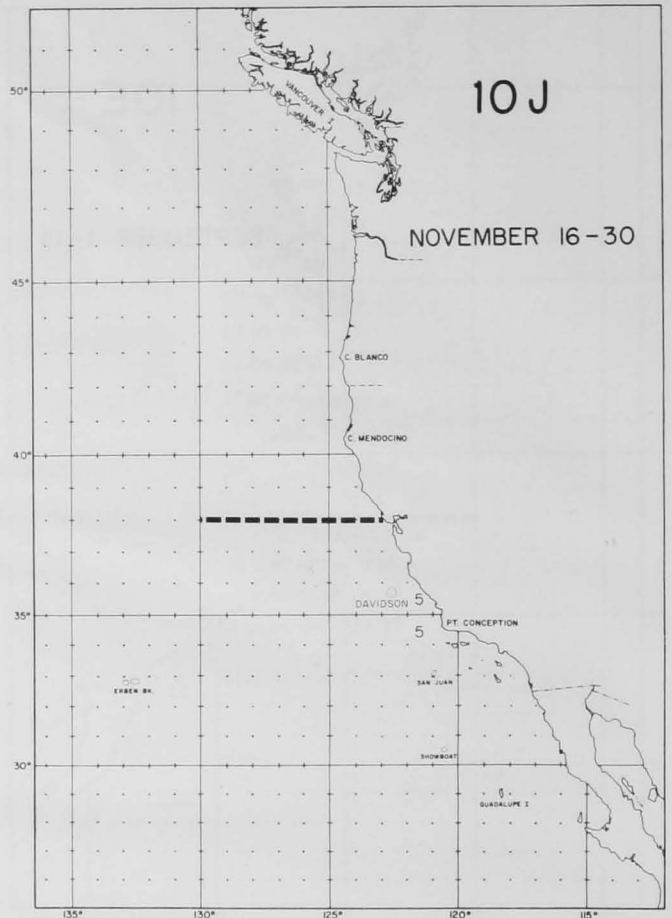 10 J
50°
VANCOUVER
NOVEMBER 16-30
45°
C. BLANCO
C. MENDOCINO
40°
DAVIDSON
5
35°
5
PT. CONCEPTION
ERBEN BK.
SAN JUAN
SHOWBOAT
30°
GUADALUPE I
135°
130°
125°
120°
115°